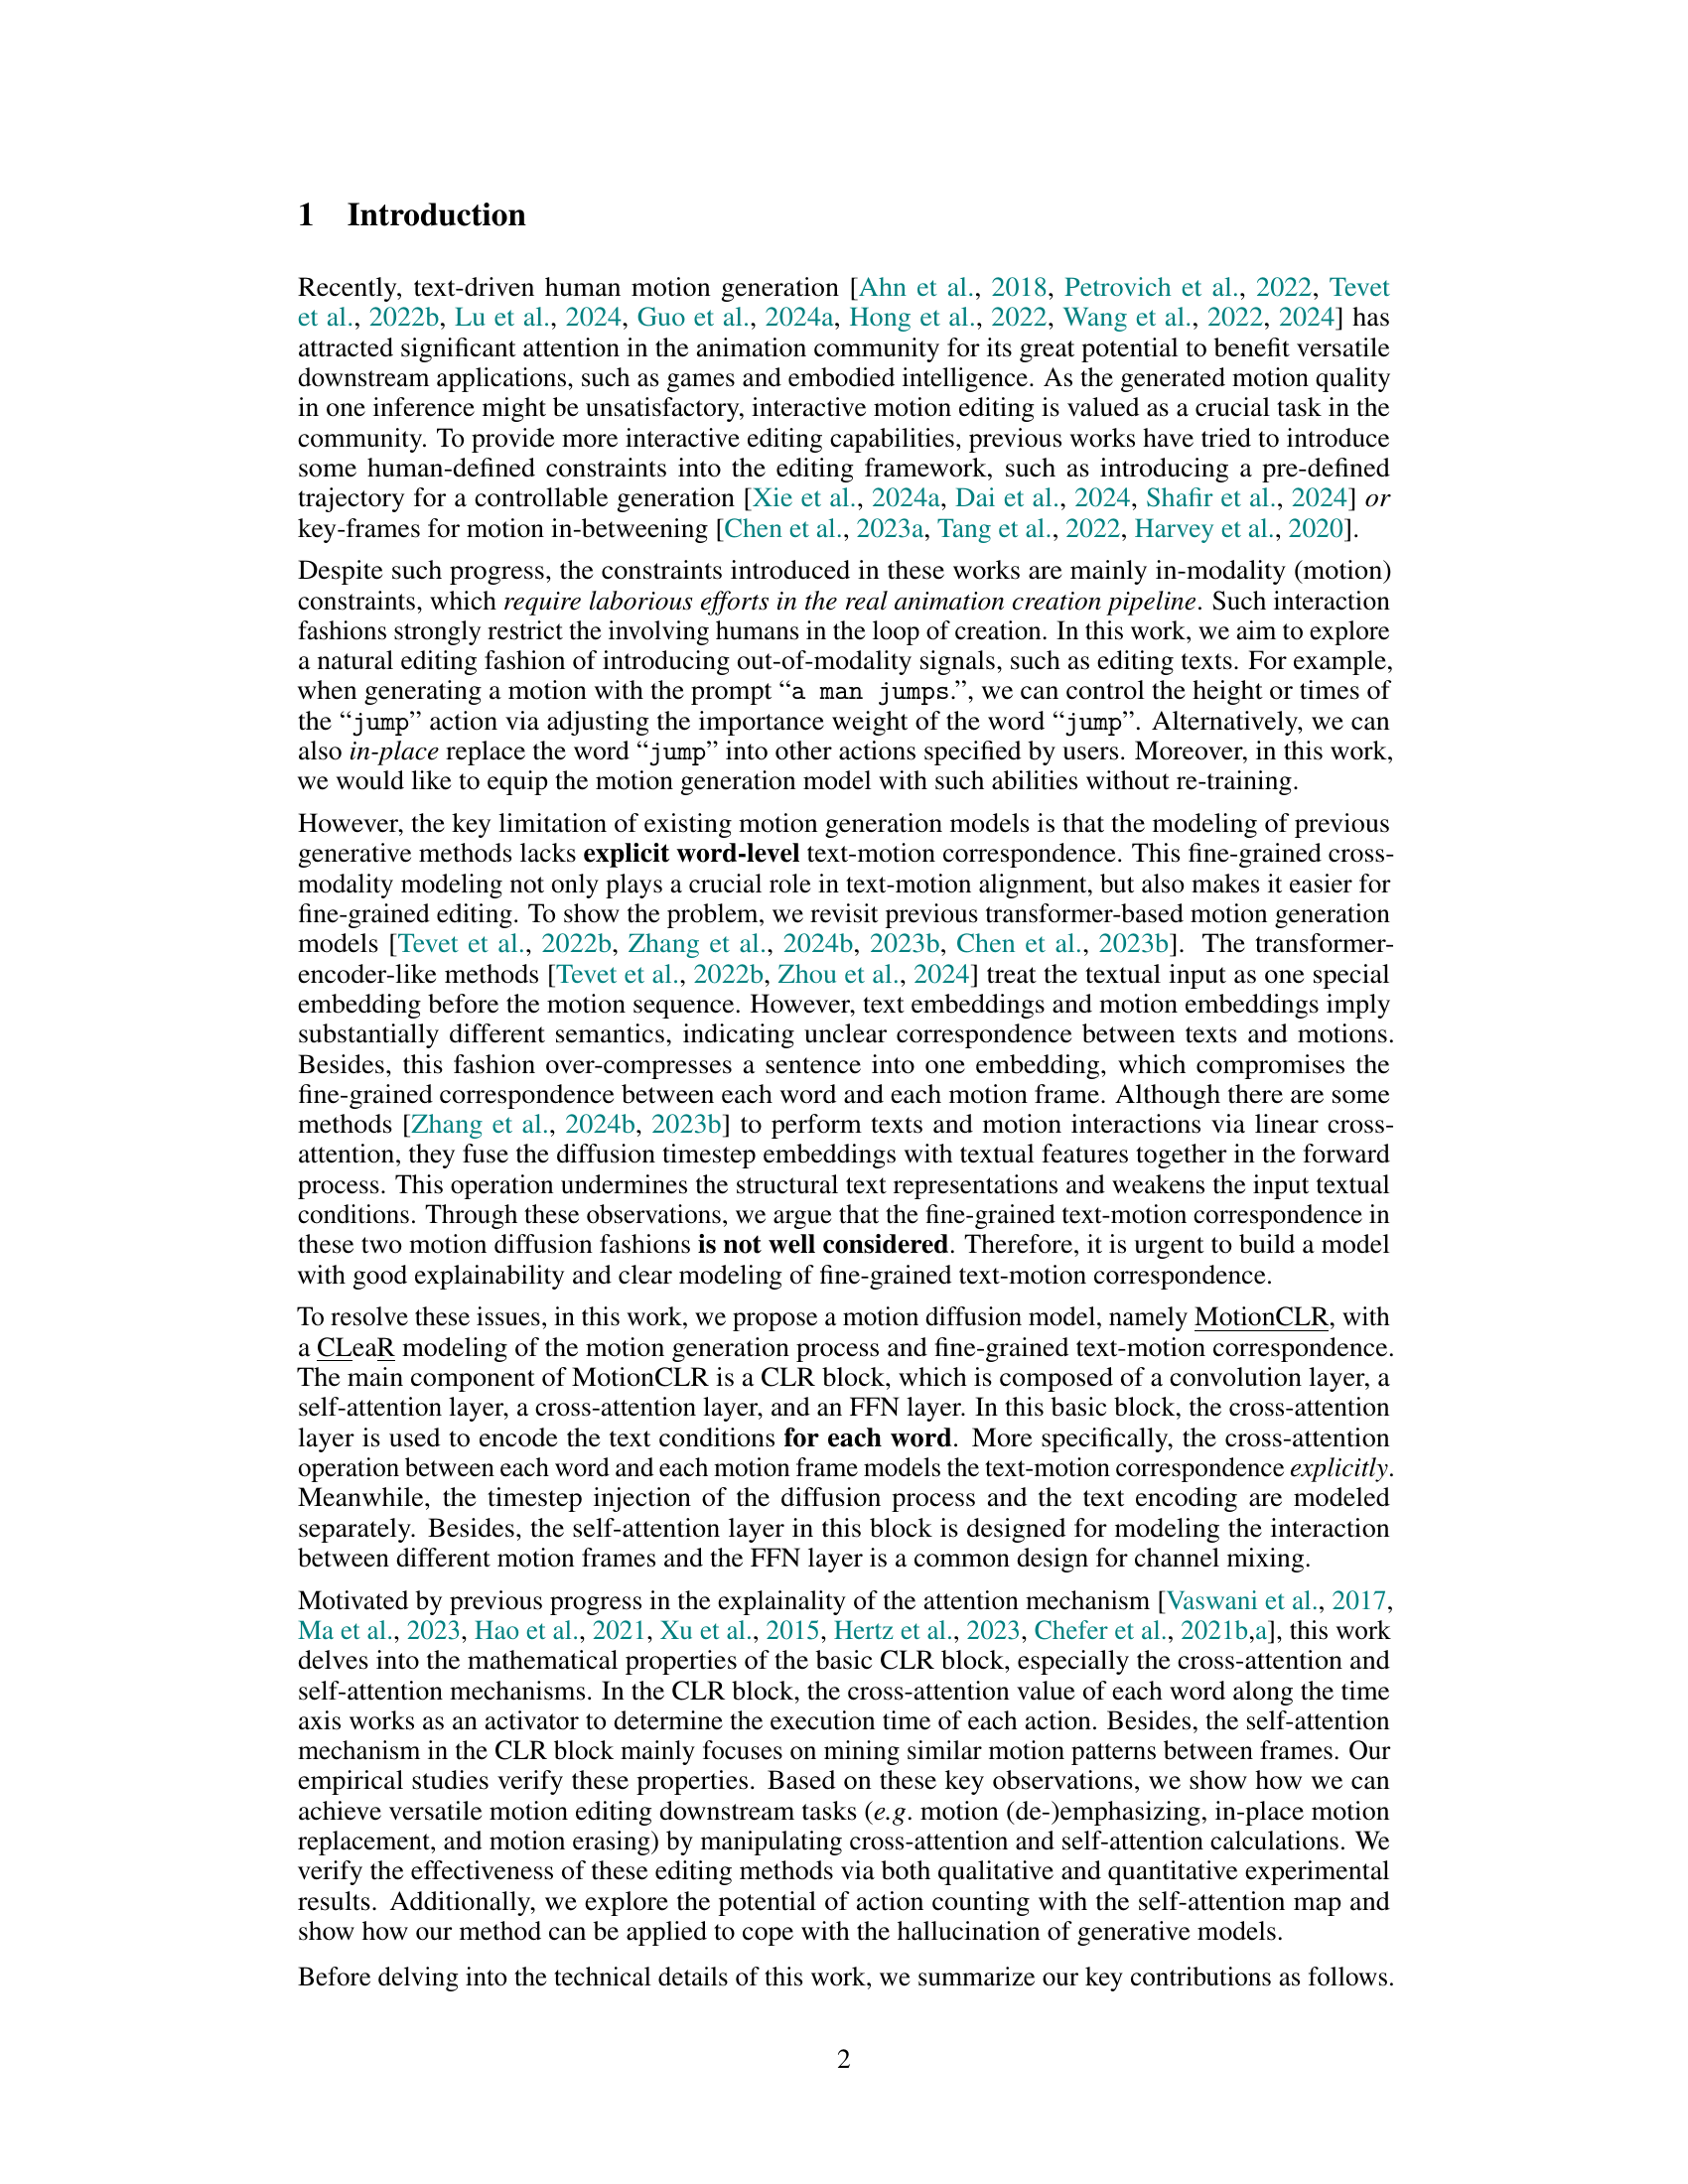 1 Introduction
Recently, text-driven human motion generation [Ahn et al., 2018, Petrovich et al., 2022, Tevet
et al., 2022b, Lu et al., 2024, Guo et al., 2024a, Hong et al., 2022, Wang et al., 2022, 2024] has
attracted significant attention in the animation community for its great potential to benefit versatile
downstream applications, such as games and embodied intelligence. As the generated motion quality
in one inference might be unsatisfactory, interactive motion editing is valued as a crucial task in the
community. To provide more interactive editing capabilities, previous works have tried to introduce
some human-defined constraints into the editing framework, such as introducing a pre-defined
trajectory for a controllable generation [Xie et al., 2024a, Dai et al., 2024, Shafir et al., 2024] or
key-frames for motion in-betweening [Chen et al., 2023a, Tang et al., 2022, Harvey et al., 2020].
Despite such progress, the constraints introduced in these works are mainly in-modality (motion)
constraints, which require laborious efforts in the real animation creation pipeline. Such interaction
fashions strongly restrict the involving humans in the loop of creation. In this work, we aim to explore
a natural editing fashion of introducing out-of-modality signals, such as editing texts. For example,
when generating a motion with the prompt “a man jumps.”, we can control the height or times of
the “jump” action via adjusting the importance weight of the word “jump”. Alternatively, we can
also in-place replace the word “jump” into other actions specified by users. Moreover, in this work,
we would like to equip the motion generation model with such abilities without re-training.
However, the key limitation of existing motion generation models is that the modeling of previous
generative methods lacks explicit word-level text-motion correspondence. This fine-grained cross-
modality modeling not only plays a crucial role in text-motion alignment, but also makes it easier for
fine-grained editing. To show the problem, we revisit previous transformer-based motion generation
models [Tevet et al., 2022b, Zhang et al., 2024b, 2023b, Chen et al., 2023b]. The transformer-
encoder-like methods [Tevet et al., 2022b, Zhou et al., 2024] treat the textual input as one special
embedding before the motion sequence. However, text embeddings and motion embeddings imply
substantially different semantics, indicating unclear correspondence between texts and motions.
Besides, this fashion over-compresses a sentence into one embedding, which compromises the
fine-grained correspondence between each word and each motion frame. Although there are some
methods [Zhang et al., 2024b, 2023b] to perform texts and motion interactions via linear cross-
attention, they fuse the diffusion timestep embeddings with textual features together in the forward
process. This operation undermines the structural text representations and weakens the input textual
conditions. Through these observations, we argue that the fine-grained text-motion correspondence in
these two motion diffusion fashions is not well considered. Therefore, it is urgent to build a model
with good explainability and clear modeling of fine-grained text-motion correspondence.
To resolve these issues, in this work, we propose a motion diffusion model, namely MotionCLR, with
a CLeaR modeling of the motion generation process and fine-grained text-motion correspondence.
The main component of MotionCLR is a CLR block, which is composed of a convolution layer, a
self-attention layer, a cross-attention layer, and an FFN layer. In this basic block, the cross-attention
layer is used to encode the text conditions for each word. More specifically, the cross-attention
operation between each word and each motion frame models the text-motion correspondence explicitly.
Meanwhile, the timestep injection of the diffusion process and the text encoding are modeled
separately. Besides, the self-attention layer in this block is designed for modeling the interaction
between different motion frames and the FFN layer is a common design for channel mixing.
Motivated by previous progress in the explainality of the attention mechanism [Vaswani et al., 2017,
Ma et al., 2023, Hao et al., 2021, Xu et al., 2015, Hertz et al., 2023, Chefer et al., 2021b,a], this work
delves into the mathematical properties of the basic CLR block, especially the cross-attention and
self-attention mechanisms. In the CLR block, the cross-attention value of each word along the time
axis works as an activator to determine the execution time of each action. Besides, the self-attention
mechanism in the CLR block mainly focuses on mining similar motion patterns between frames. Our
empirical studies verify these properties. Based on these key observations, we show how we can
achieve versatile motion editing downstream tasks (e.g. motion (de-)emphasizing, in-place motion
replacement, and motion erasing) by manipulating cross-attention and self-attention calculations. We
verify the effectiveness of these editing methods via both qualitative and quantitative experimental
results. Additionally, we explore the potential of action counting with the self-attention map and
show how our method can be applied to cope with the hallucination of generative models.
Before delving into the technical details of this work, we summarize our key contributions as follows.
2